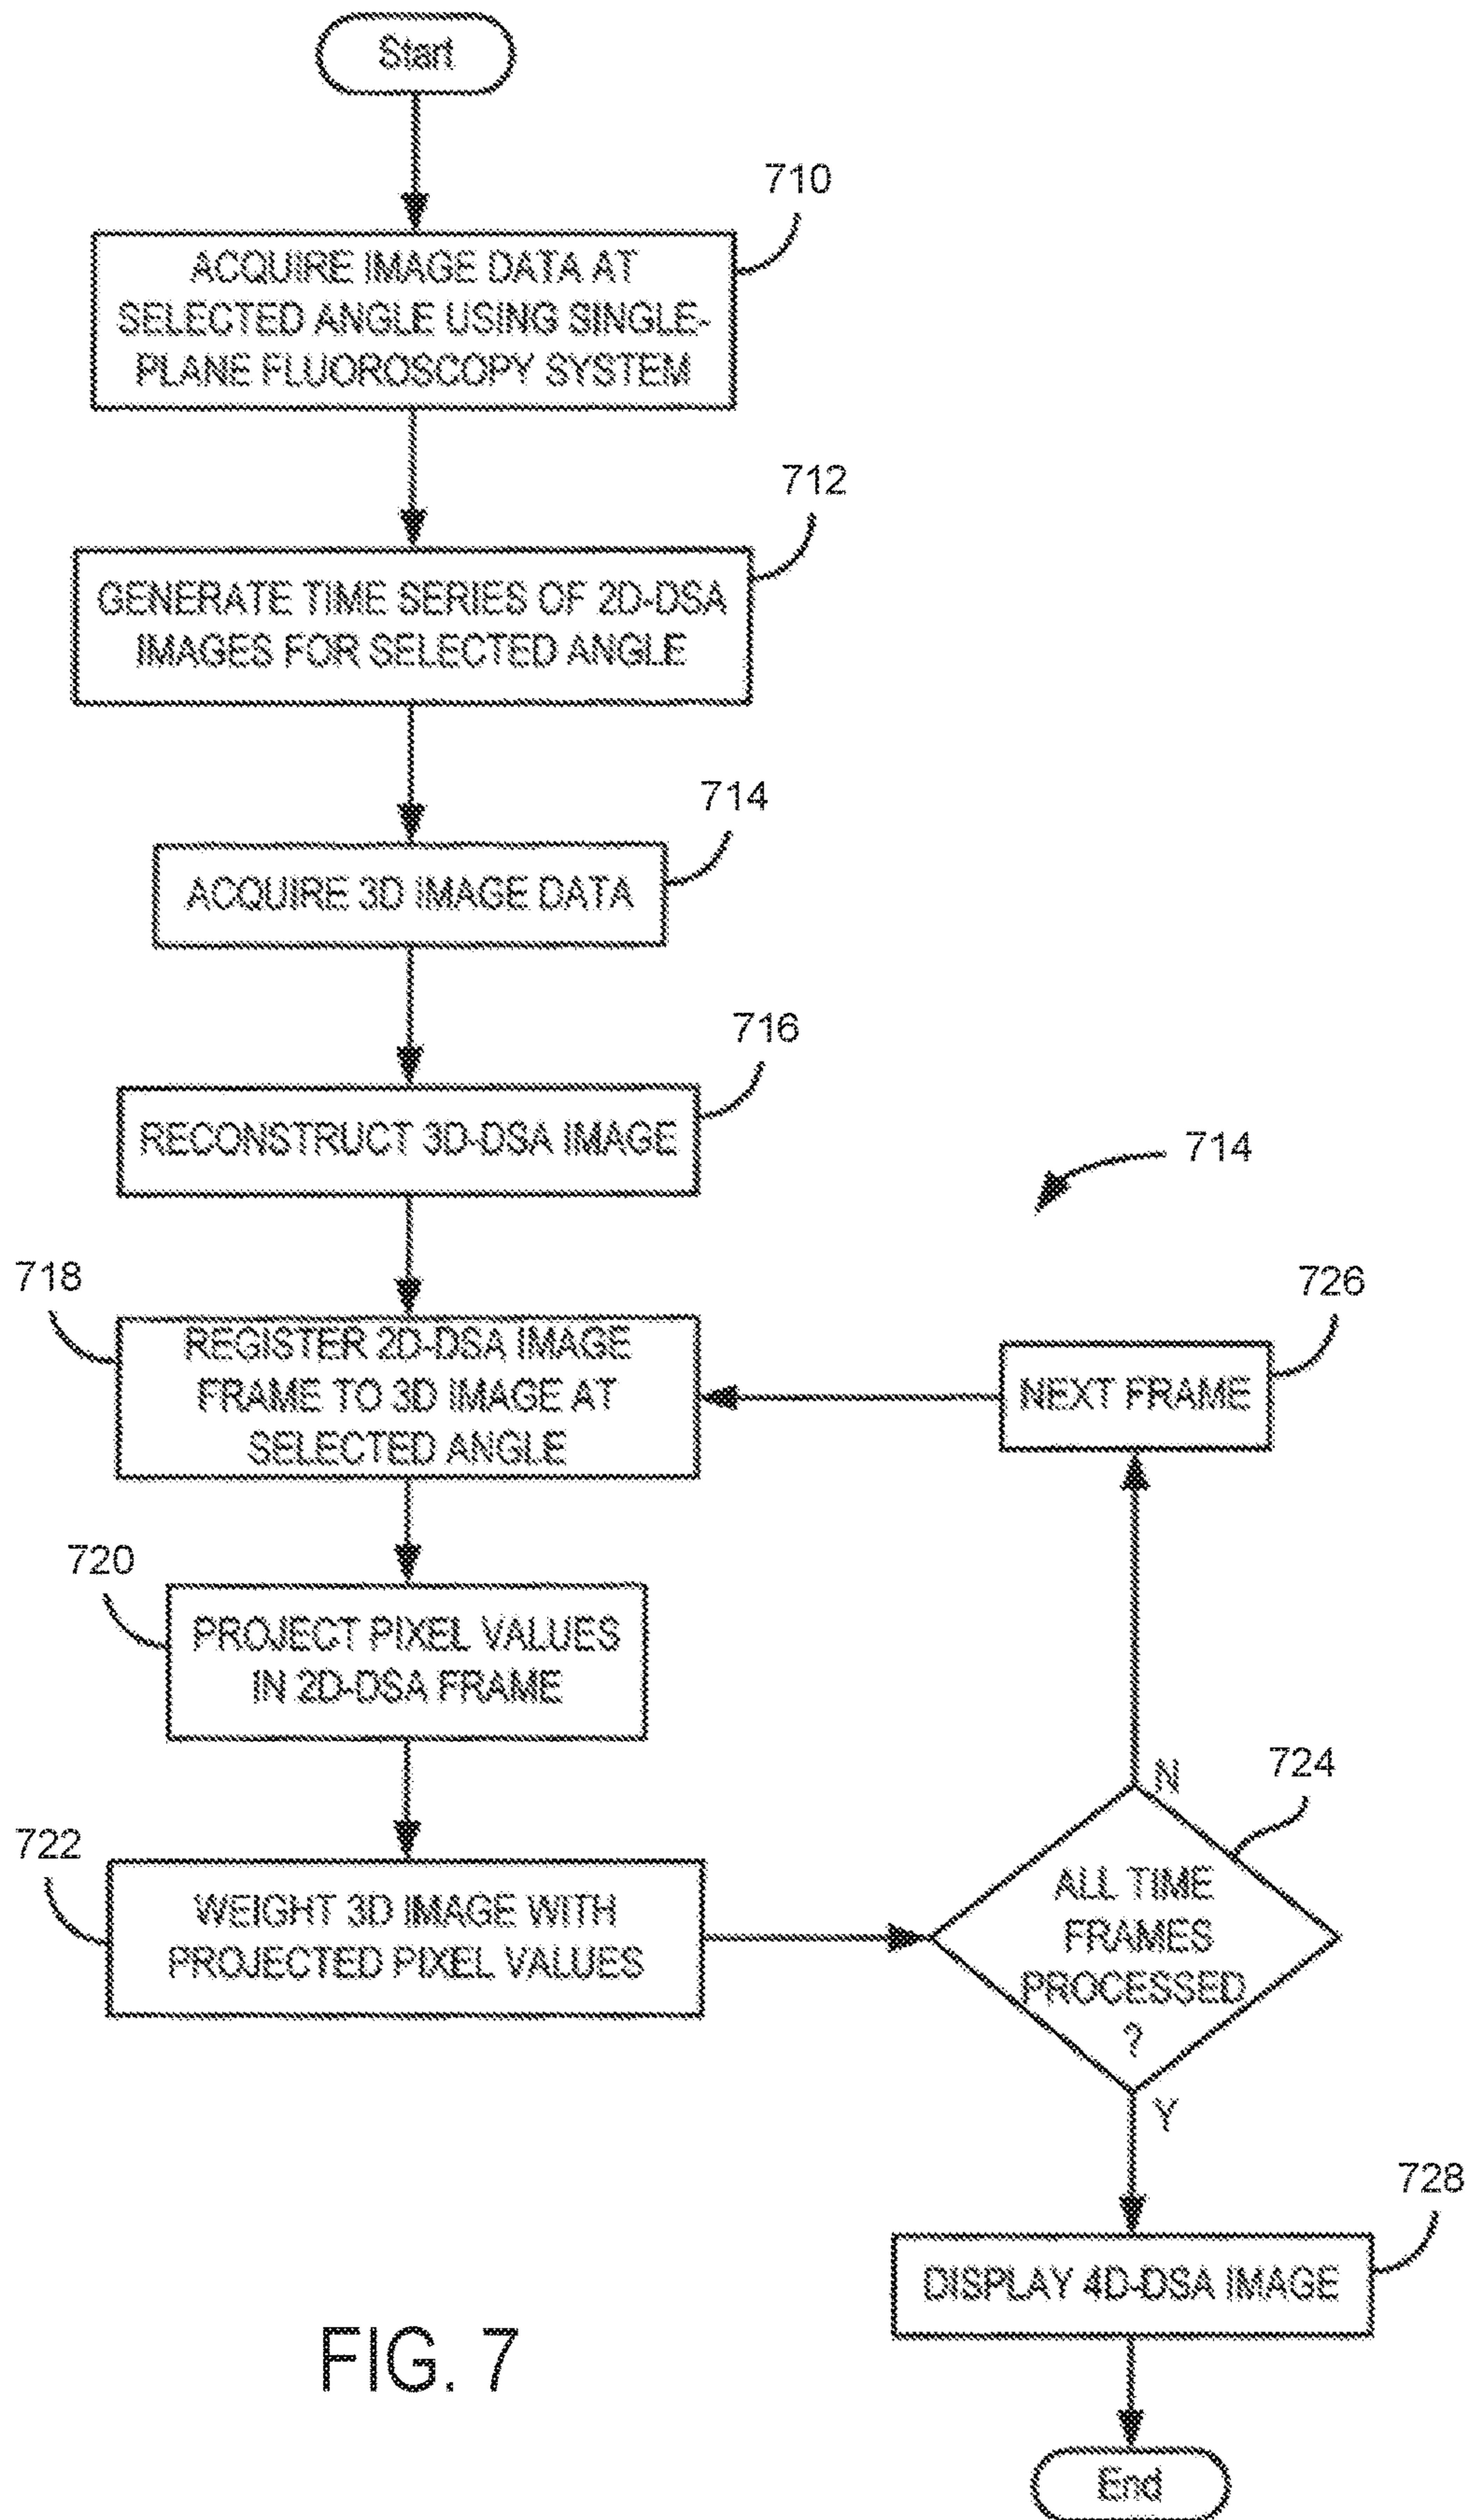 Start
710
ACQUIRE IMAGE DATA AT
SELECTED ANGLE USING SINGLE-
PLANE FLUOROSCOPY SYSTEM
712
GENERATE TIME SERIES OF 2D-DSA
IMAGES FOR SELECTED ANGLE
714
ACQUIRE 3D IMAGE DATA
716
RECONSTRUCT 3D-DSA IMAGE
714
718
REGISTER 2D-DSA IMAGE
FRAME TO 3D IMAGE AT
SELECTED ANGLE
726
NEXT FRAME
720
PROJECT PIXEL VALUES
IN 2D-DSA FRAME
722
WEIGHT 3D IMAGE WITH
PROJECTED PIXEL VALUES
N
724
ALL TIME
FRAMES
PROCESSED
?
Y
728
DISPLAY 4D-DSA IMAGE
End
FIG. 7